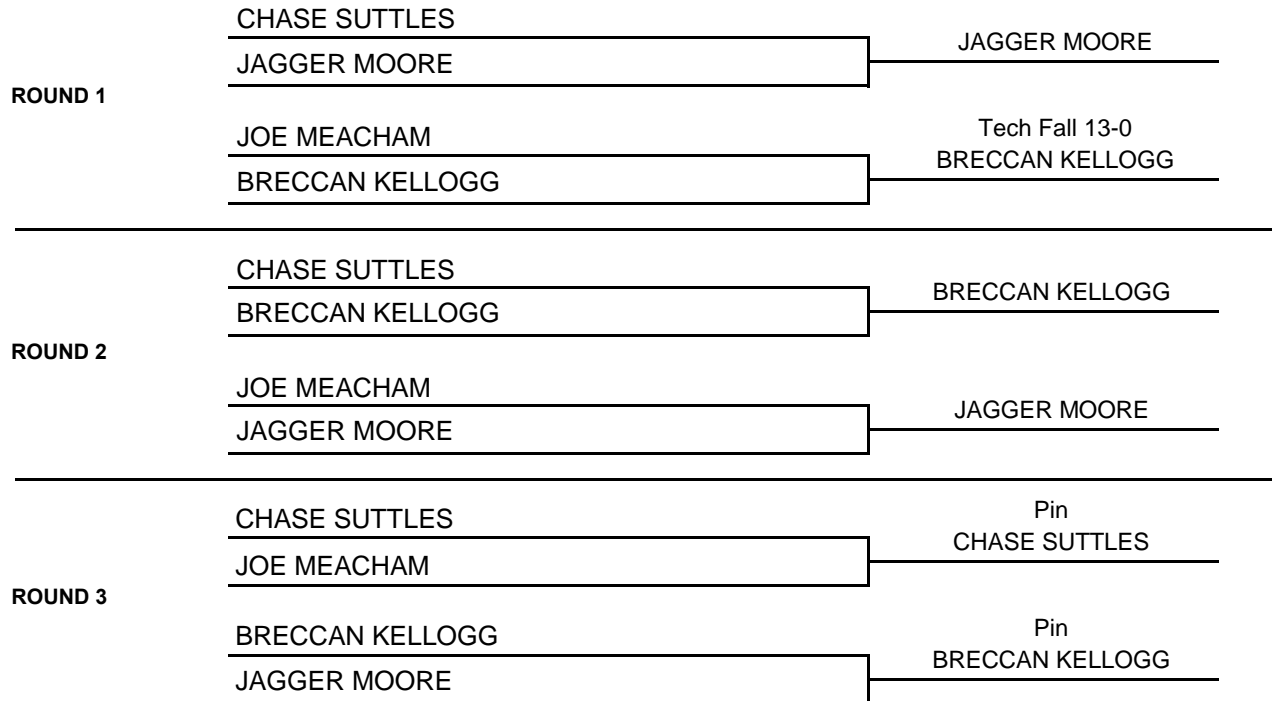 CHASE SUTTLES
JAGGER MOORE
JAGGER MOORE
ROUND 1
JOE MEACHAM
Tech Fall 13-0
BRECCAN KELLOGG
BRECCAN KELLOGG
CHASE SUTTLES
BRECCAN KELLOGG
BRECCAN KELLOGG
ROUND 2
JOE MEACHAM
JAGGER MOORE
JAGGER MOORE
CHASE SUTTLES
Pin
CHASE SUTTLES
JOE MEACHAM
ROUND 3
BRECCAN KELLOGG
Pin
BRECCAN KELLOGG
JAGGER MOORE